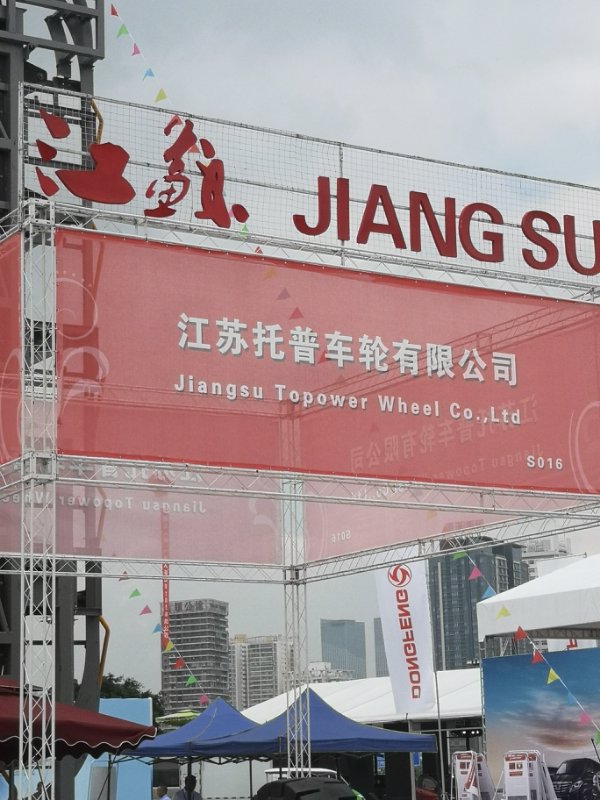 江蘇 JIANG SU
江苏托普车轮有限公司
Jiangsu Topower Wheel Co.,Ltd
S016
DONGFENG